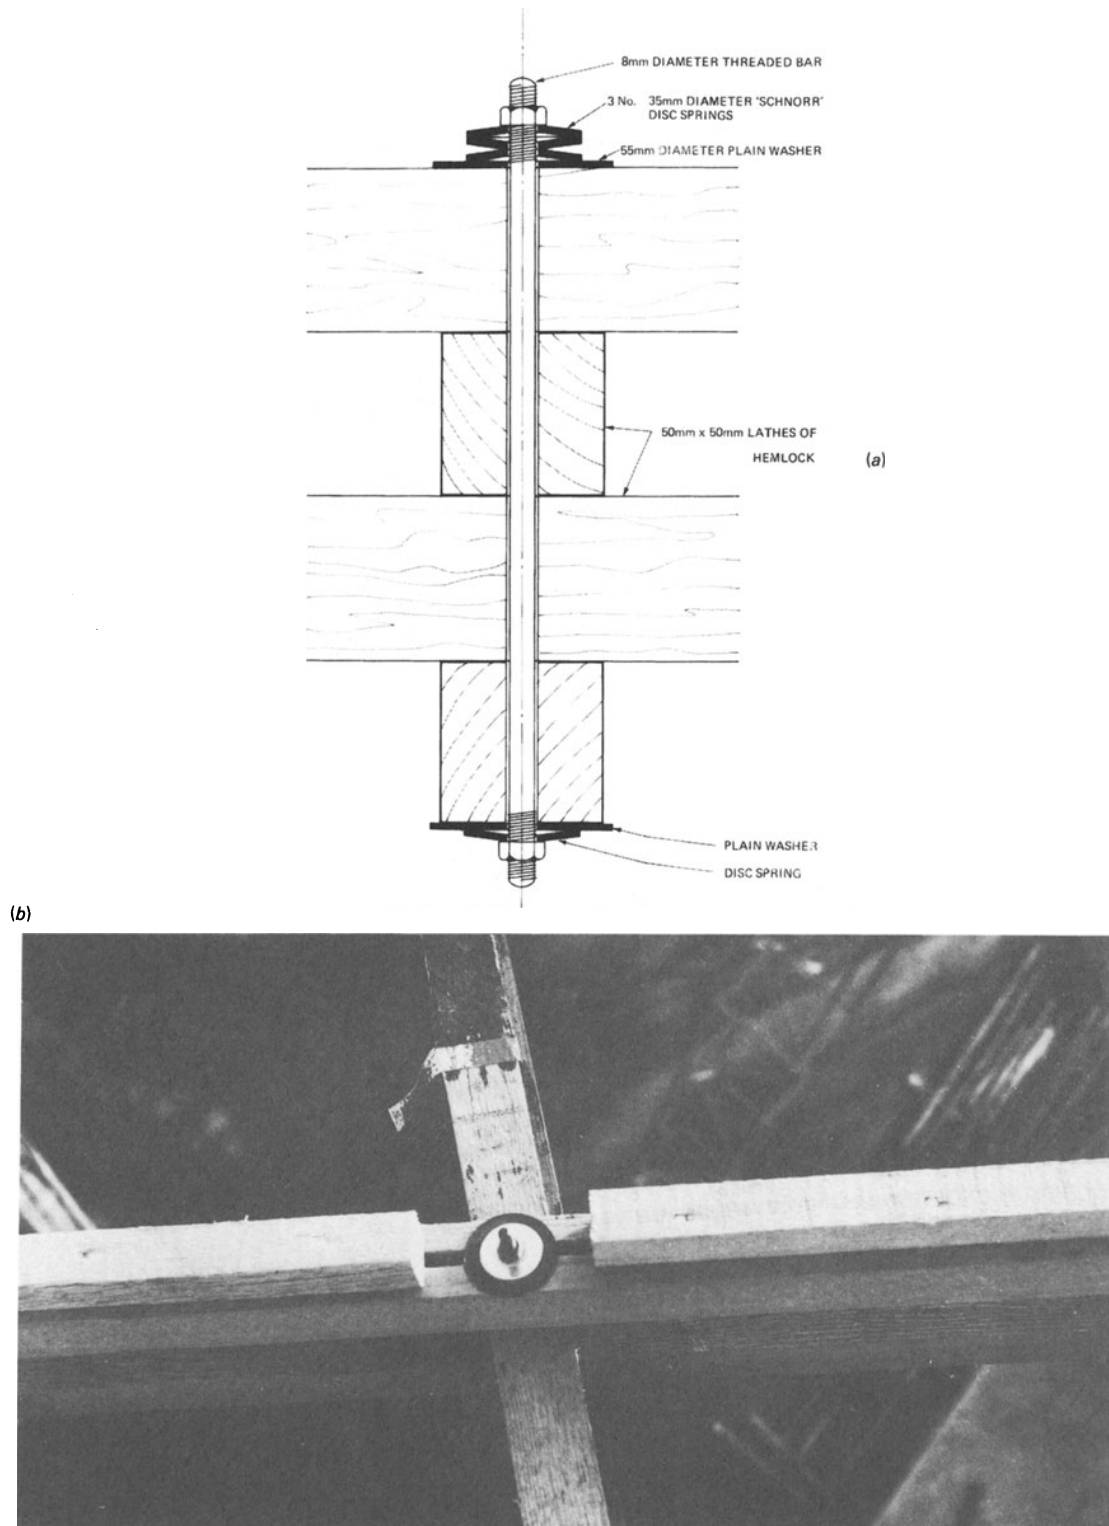 8mm DIAMETER THREADED BAR
3 No. 35mm DIAMETER 'SCHNORR'
DISC SPRINGS
55mm DIAMETER PLAIN WASHER
50mm x 50mm LATHES OF
HEMLOCK
(a)
PLAIN WASHER
DISC SPRING
(b)